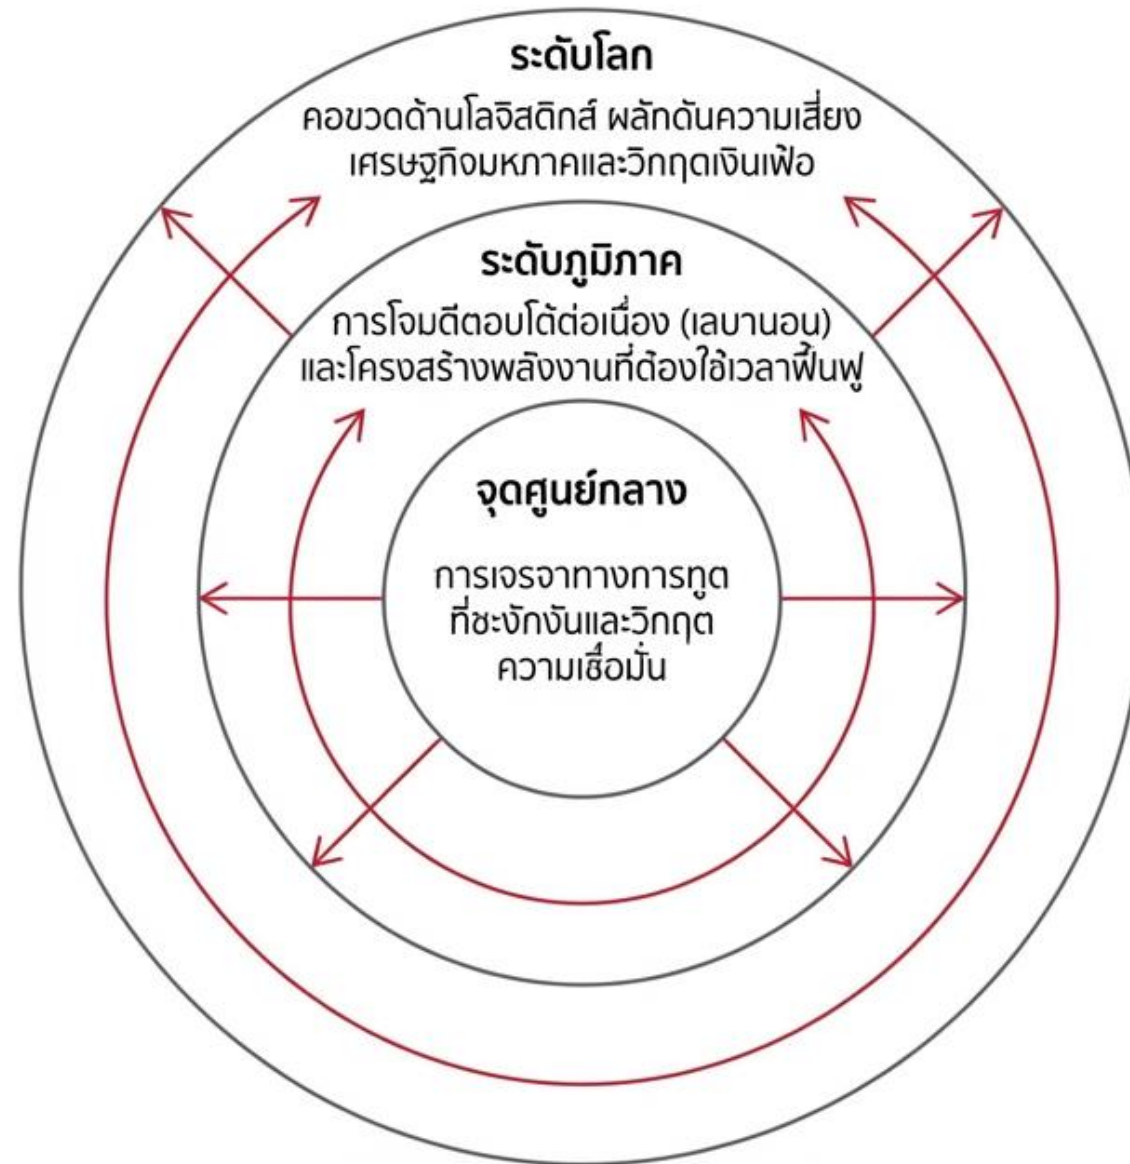 ระดับโลก
คอขวดด้านโลจิสติกส์ ผลักดันความเสี่ยง
เศรษฐกิจมหภาคและวิกฤตเงินเฟ้อ
ระดับภูมิภาค
การโจมตีตอบโต้ต่อเนื่อง (เลบานอน)
และโครงสร้างพลังงานที่ต้องใช้เวลาฟื้นฟู
จุดศูนย์กลาง
การเจรจาทางการทูต
ที่ชะงักงันและวิกฤต
ความเชื่อมั่น